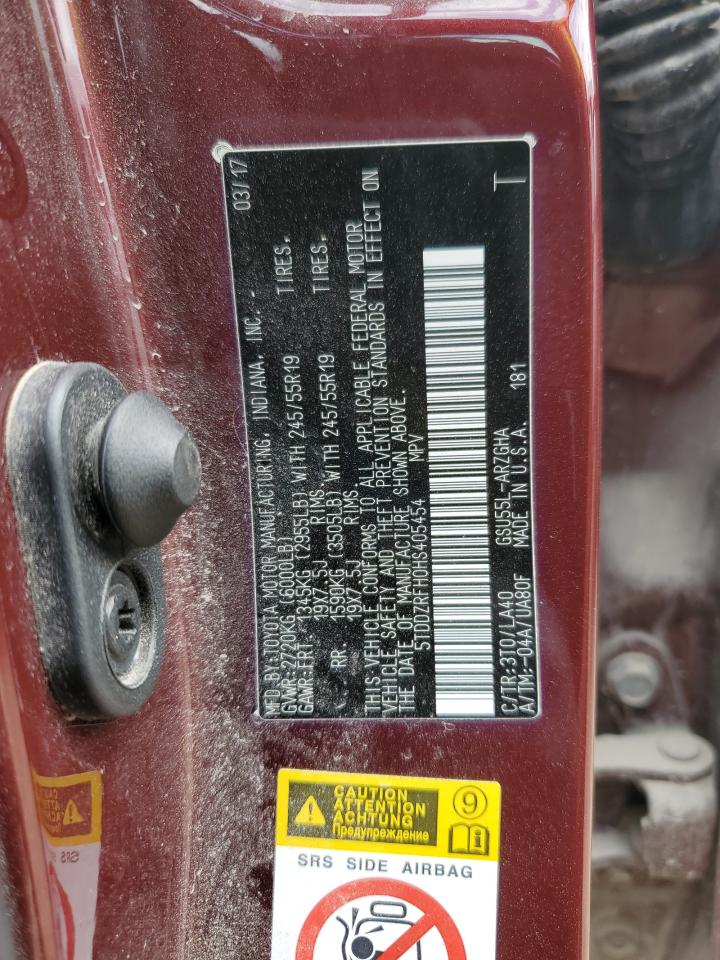 MFD BY:TOYOTA MOTOR MANUFACTURING, INDIANA, INC. - 03/17
GVWR:2720KG (6000LB)
GAWR:FRT 1345KG (2955LB) WITH 245/55R19 TIRES.
19X7.5J RIMS
RR 1590KG (3505LB) WITH 245/55R19 TIRES.
19X7.5J RIMS
THIS VEHICLE CONFORMS TO ALL APPLICABLE FEDERAL MOTOR
VEHICLE SAFETY AND THEFT PREVENTION STANDARDS IN EFFECT ON
THE DATE OF MANUFACTURE SHOWN ABOVE.
5TDDZRFH0HS405454 MPV
C/TR:3T0/LA40 GSU55L-ARZGHA
A/TM:-04A/UA80F MADE IN U.S.A. 181 T
CAUTION
ATTENTION
ACHTUNG
Предупреждение
9
i
SRS SIDE AIRBAG